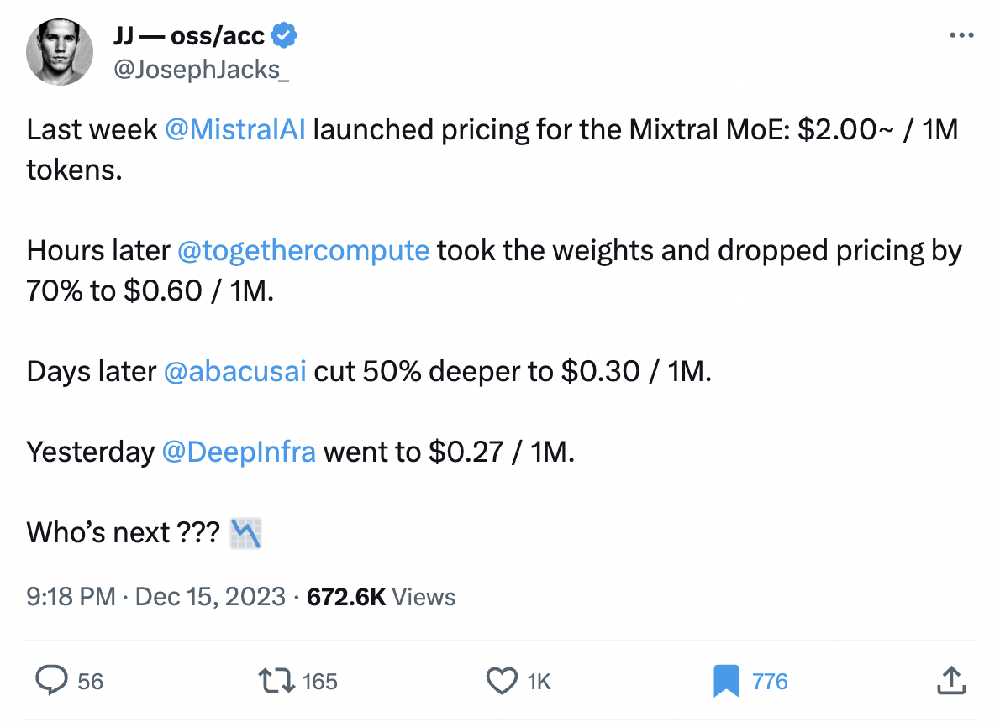 JJ — oss/acc
@JosephJacks_
Last week @MistralAI launched pricing for the Mixtral MoE: $2.00~ / 1M
tokens.
Hours later @togethercompute took the weights and dropped pricing by
70% to $0.60 / 1M.
Days later @abacusai cut 50% deeper to $0.30 / 1M.
Yesterday @DeepInfra went to $0.27 / 1M.
Who’s next ??? 📉
9:18 PM · Dec 15, 2023 · 672.6K Views
56 165 1K 776